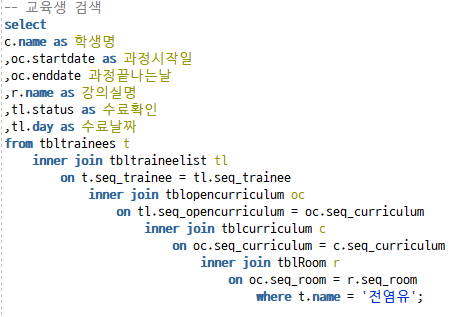 -- 교육생 검색
select
c.name as 학생명
,oc.startdate as 과정시작일
,oc.enddate 과정끝나는날
,r.name as 강의실명
,tl.status as 수료확인
,tl.day as 수료날짜
from tbltrainees t
inner join tbltraineelist tl
on t.seq_trainee = tl.seq_trainee
inner join tblopencurriculum oc
on tl.seq_opencurriculum = oc.seq_curriculum
inner join tblcurriculum c
on oc.seq_curriculum = c.seq_curriculum
inner join tblRoom r
on oc.seq_room = r.seq_room
where t.name = '전염유';